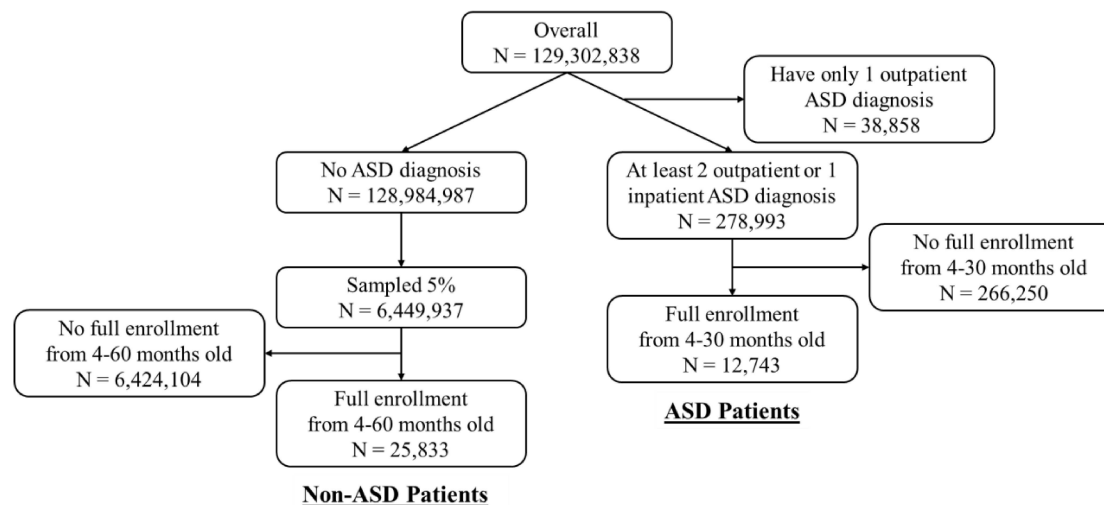 Overall
N = 129,302,838
Have only 1 outpatient
ASD diagnosis
N = 38,858
No ASD diagnosis
N = 128,984,987
At least 2 outpatient or 1
inpatient ASD diagnosis
N = 278,993
No full enrollment
from 4-30 months old
N = 266,250
Sampled 5%
N = 6,449,937
Full enrollment
from 4-30 months old
N = 12,743
No full enrollment
from 4-60 months old
N = 6,424,104
Full enrollment
from 4-60 months old
N = 25,833
ASD Patients
Non-ASD Patients